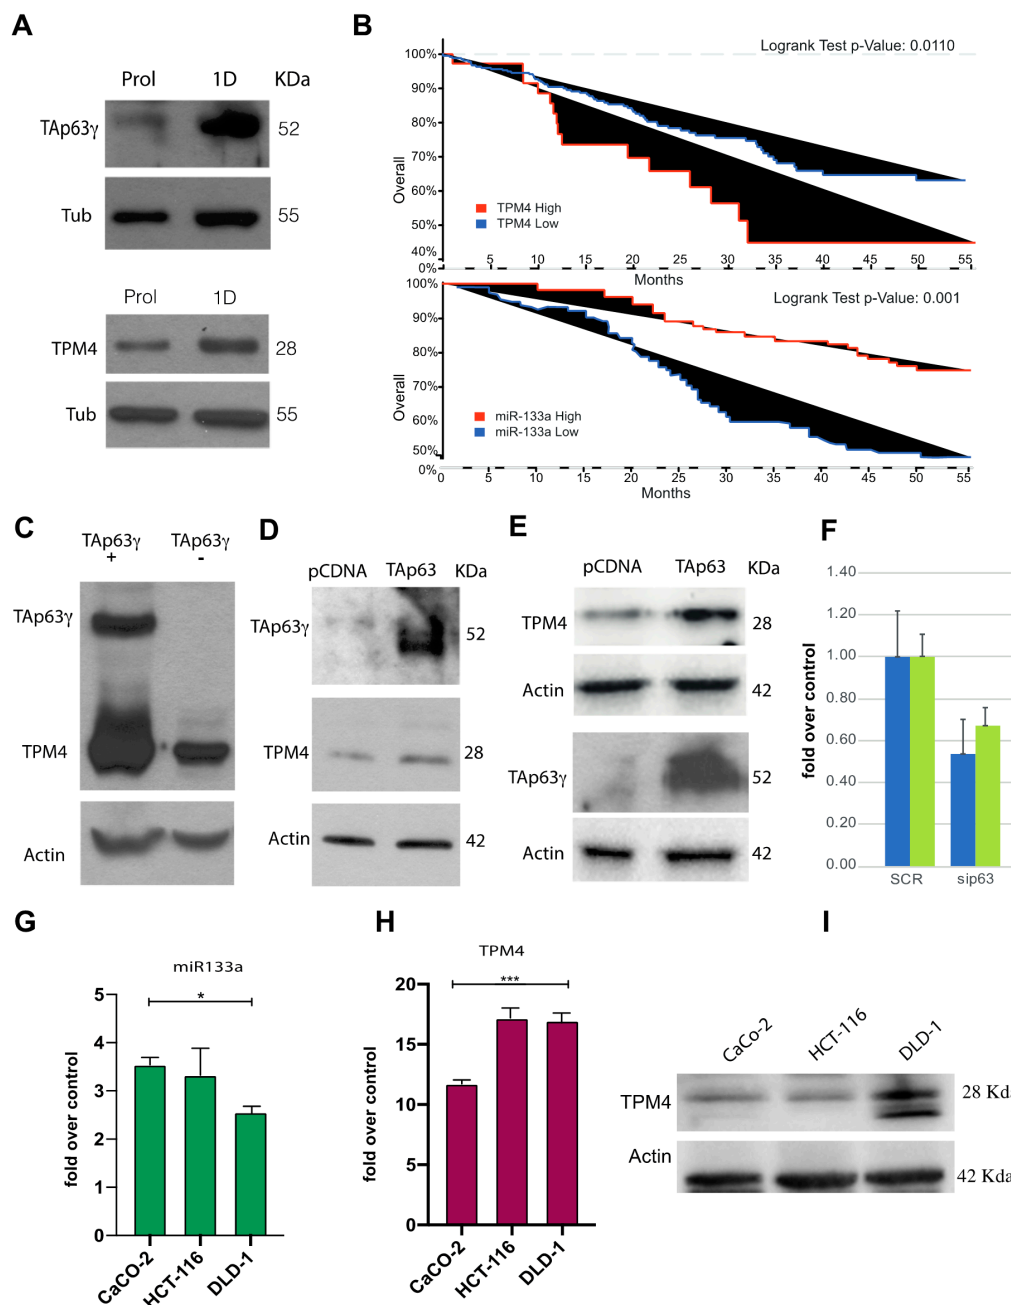 A
Prol 1D KDa
TAp63γ 52
Tub 55
Prol 1D
TPM4 28
Tub 55
B
Logrank Test p-Value: 0.0110
100%
90%
80%
70%
60%
50%
40%
0%
Overall
TPM4 High
TPM4 Low
5 10 15 20 25 30 35 40 45 50 55
Months
Logrank Test p-Value: 0.001
100%
90%
80%
70%
60%
50%
0%
Overall
miR-133a High
miR-133a Low
0 5 10 15 20 25 30 35 40 45 50 55
Months
C
TAp63γ TAp63γ
+ -
TAp63γ
TPM4
Actin
D
pCDNA TAp63 KDa
TAp63γ 52
TPM4 28
Actin 42
E
pCDNA TAp63 KDa
TPM4 28
Actin 42
TAp63γ 52
Actin 42
F
fold over control
1.40
1.20
1.00
0.80
0.60
0.40
0.20
0.00
SCR sip63
G
miR133a
*
fold over control
5
4
3
2
1
0
CaCO-2 HCT-116 DLD-1
H
TPM4
***
fold over control
20
15
10
5
0
CaCO-2 HCT-116 DLD-1
I
CaCo-2 HCT-116 DLD-1
TPM4 28 Kda
Actin 42 Kda